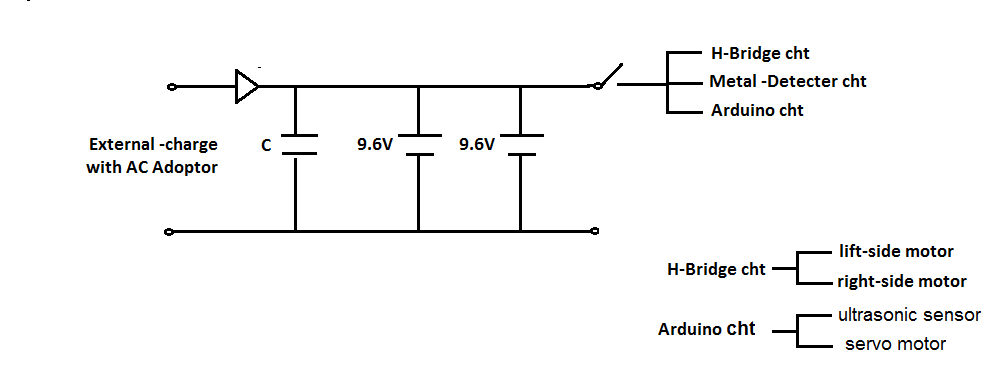 H-Bridge cht
Metal -Detecter cht
Arduino cht
External -charge
with AC Adoptor
C
9.6V
9.6V
H-Bridge cht
lift-side motor
right-side motor
Arduino cht
ultrasonic sensor
servo motor